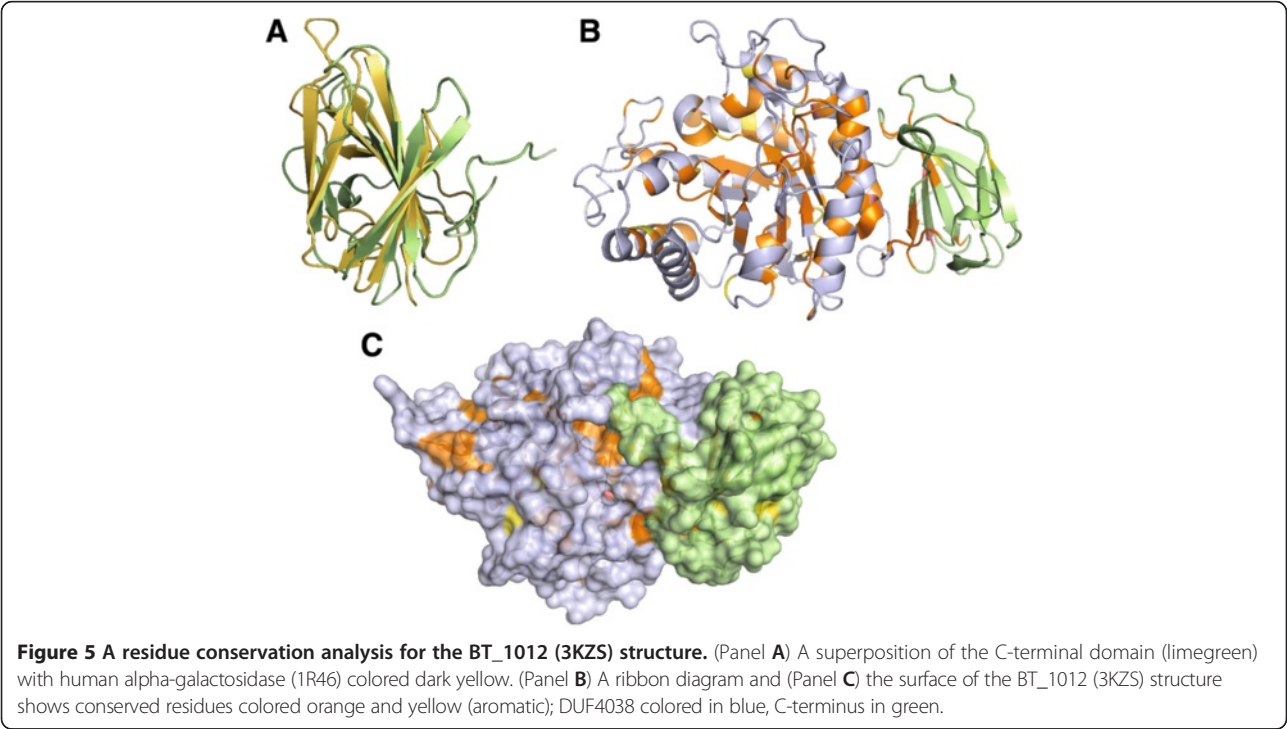 A
B
C
Figure 5 A residue conservation analysis for the BT_1012 (3KZS) structure. (Panel A) A superposition of the C-terminal domain (limegreen)
with human alpha-galactosidase (1R46) colored dark yellow. (Panel B) A ribbon diagram and (Panel C) the surface of the BT_1012 (3KZS) structure
shows conserved residues colored orange and yellow (aromatic); DUF4038 colored in blue, C-terminus in green.